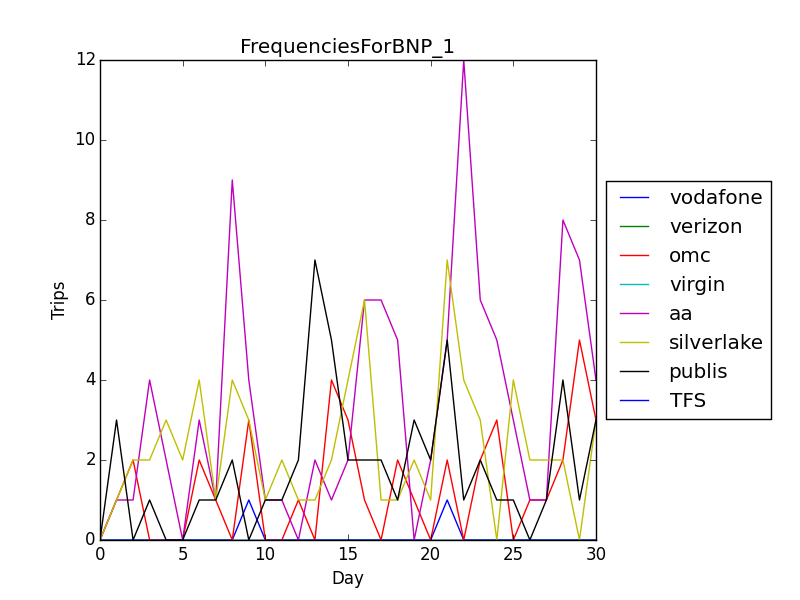 FrequenciesForBNP_1
12
10
8
6
4
2
0
Trips
0 5 10 15 20 25 30
Day
vodafone
verizon
omc
virgin
aa
silverlake
publis
TFS